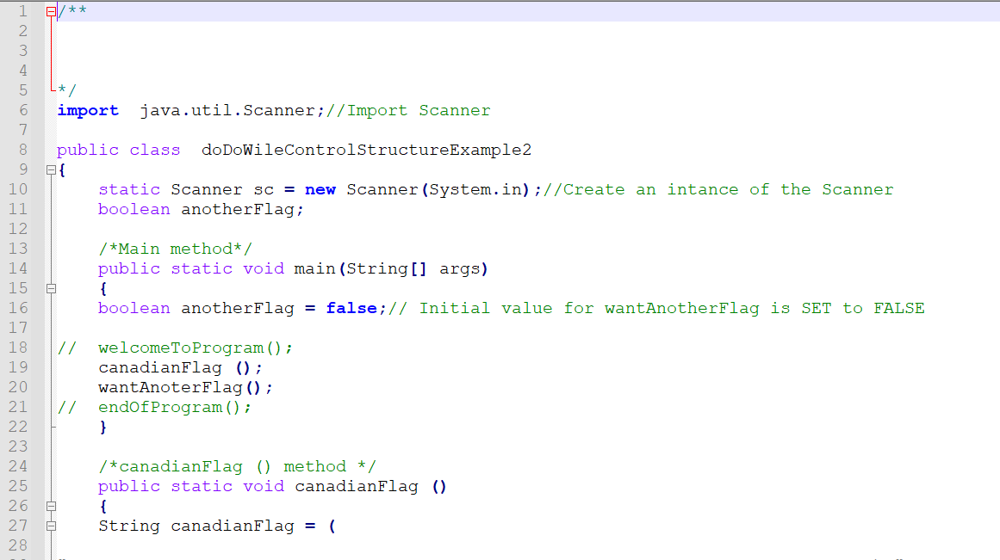 1 /**
2
3
4
5 */
6 import  java.util.Scanner;//Import Scanner
7
8 public class  doDoWileControlStructureExample2
9 {
10 static Scanner sc = new Scanner(System.in);//Create an intance of the Scanner
11 boolean anotherFlag;
12
13 /*Main method*/
14 public static void main(String[] args)
15 {
16 boolean anotherFlag = false;// Initial value for wantAnotherFlag is SET to FALSE
17
18 //  welcomeToProgram();
19 canadianFlag ();
20 wantAnoterFlag();
21 //  endOfProgram();
22 }
23
24 /*canadianFlag () method */
25 public static void canadianFlag ()
26 {
27 String canadianFlag = (
28